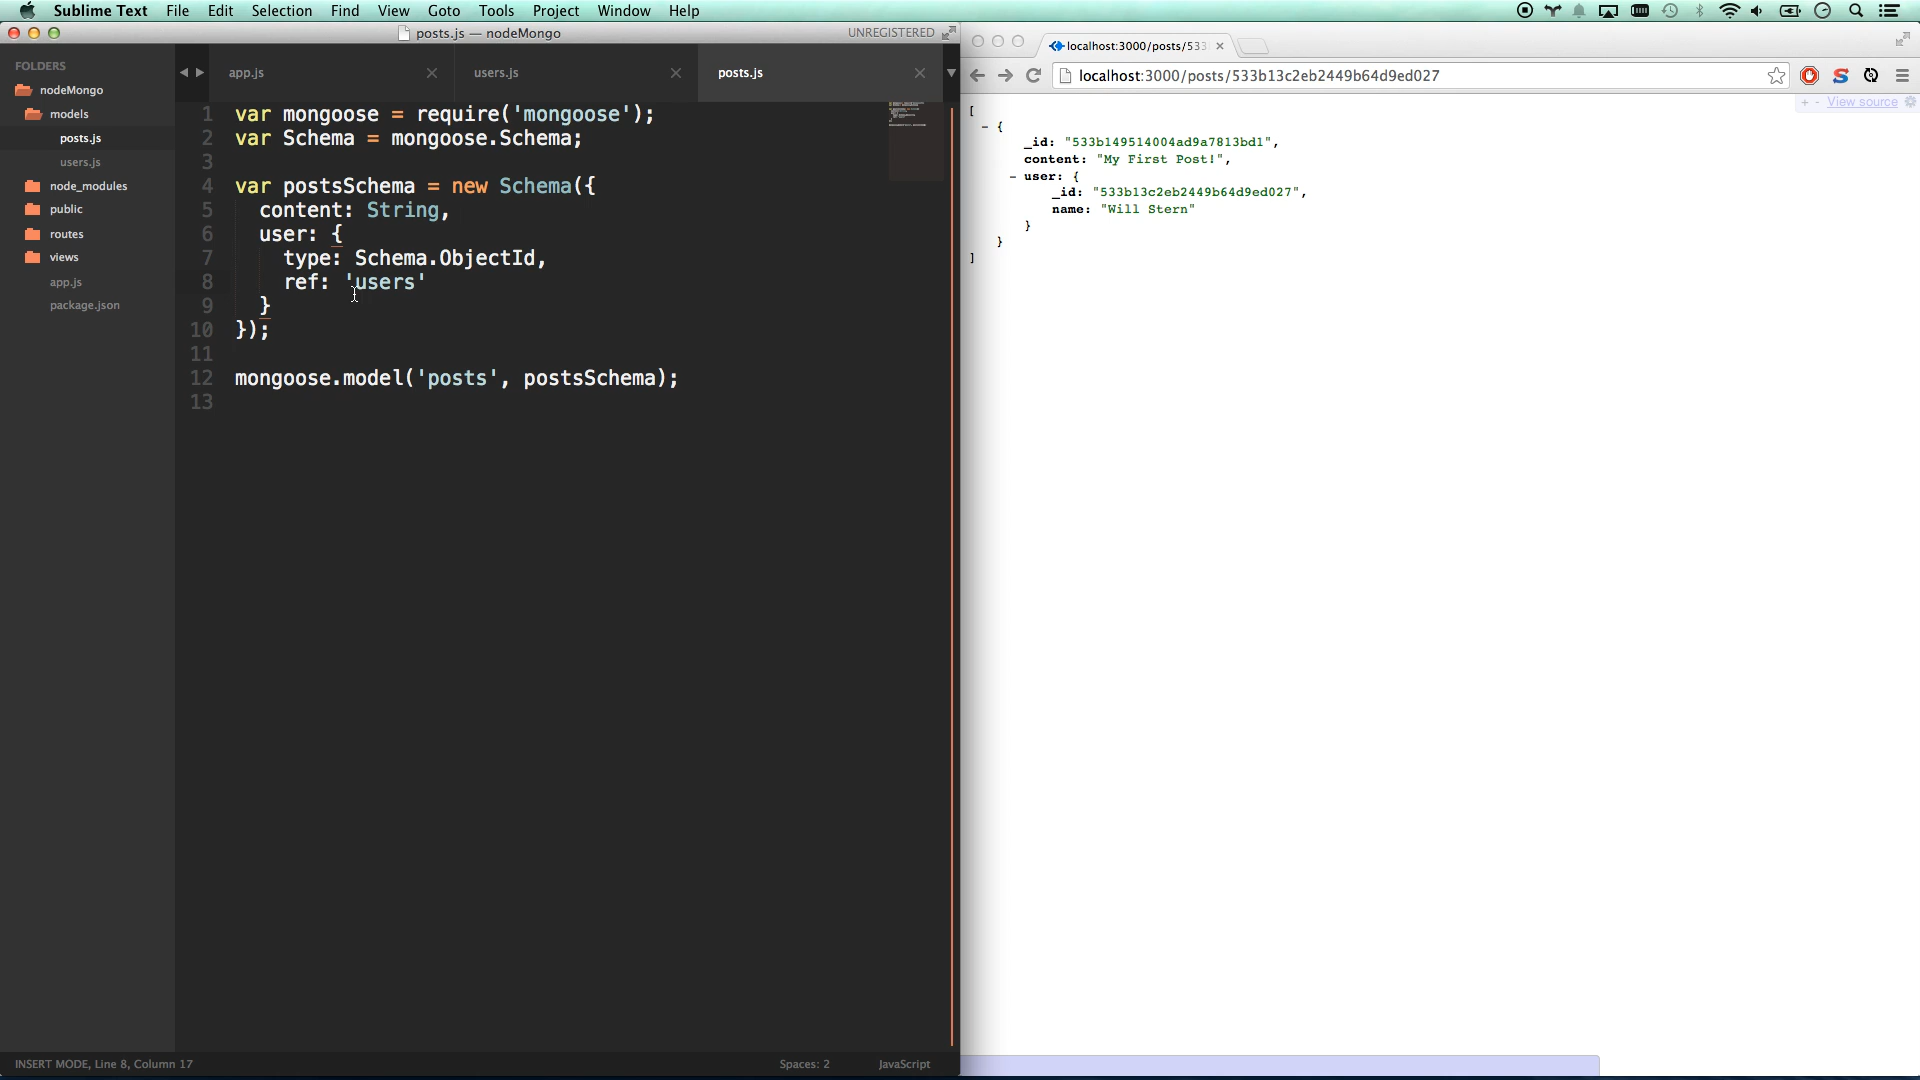 Sublime Text File Edit Selection Find View Goto Tools Project Window Help
posts.js — nodeMongo UNREGISTERED
FOLDERS
nodeMongo
models
posts.js
users.js
node_modules
public
routes
views
app.js
package.json
app.js users.js posts.js
1 var mongoose = require('mongoose');
2 var Schema = mongoose.Schema;
3
4 var postsSchema = new Schema({
5 content: String,
6 user: {
7 type: Schema.ObjectId,
8 ref: 'users'
9 }
10 });
11
12 mongoose.model('posts', postsSchema);
13
INSERT MODE, Line 8, Column 17 Spaces: 2 JavaScript
localhost:3000/posts/533
localhost:3000/posts/533b13c2eb2449b64d9ed027
+ - View source
[
- {
_id: "533b149514004ad9a7813bd1",
content: "My First Post!",
- user: {
_id: "533b13c2eb2449b64d9ed027",
name: "Will Stern"
}
}
]